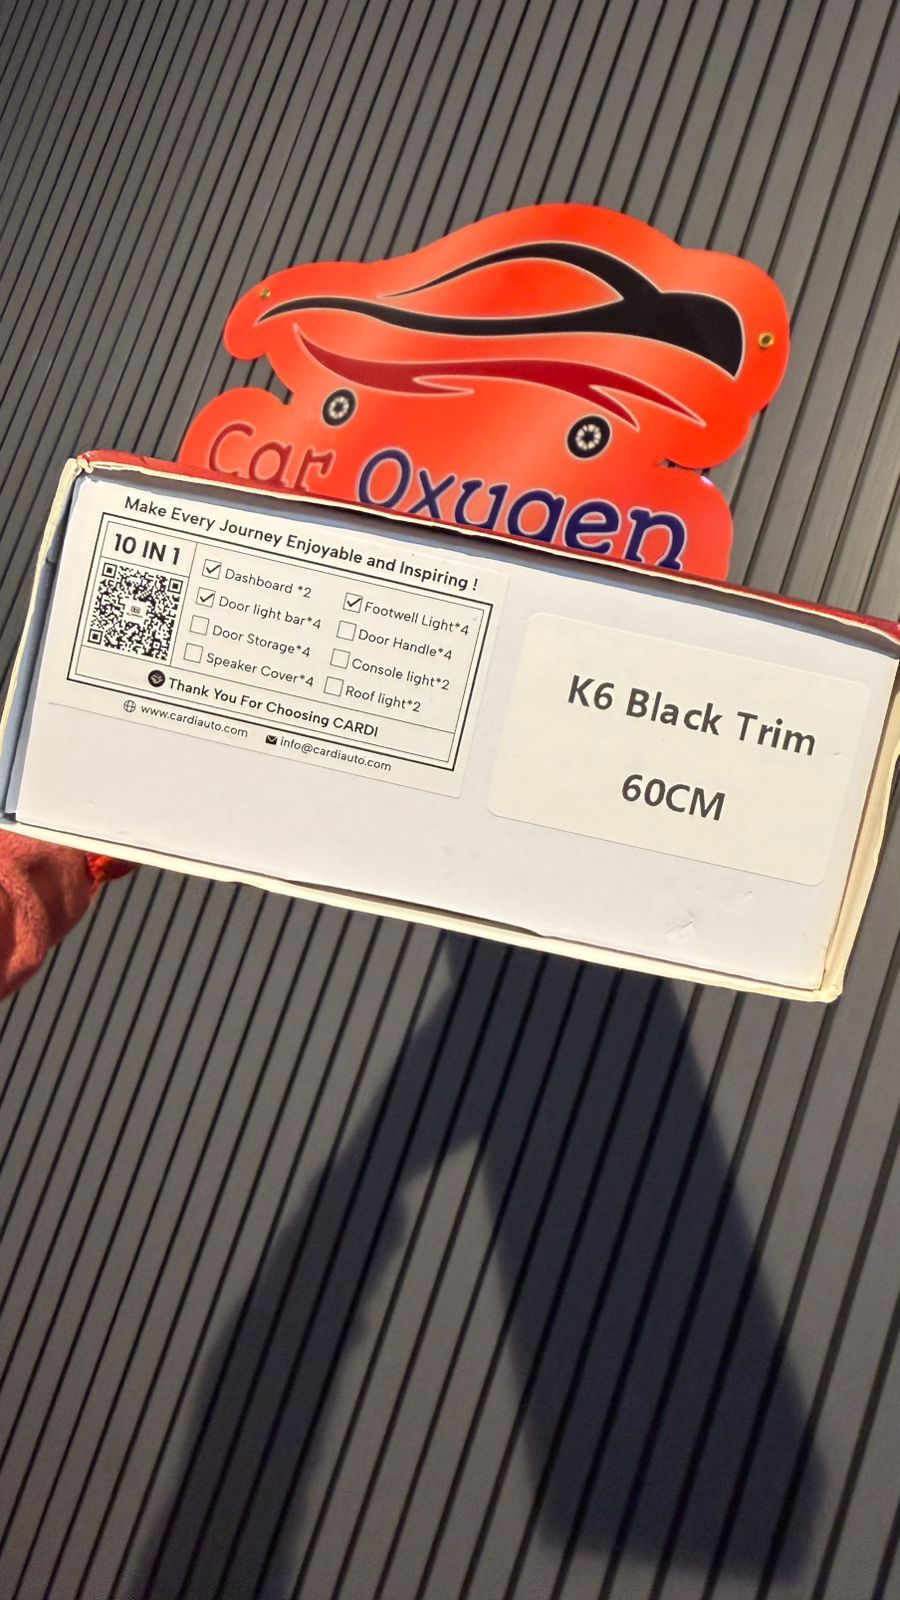 Car Oxygen
Make Every Journey Enjoyable and Inspiring !
10 IN 1
Dashboard *2
Footwell Light*4
Door light bar*4
Door Handle*4
Door Storage*4
Console light*2
Speaker Cover*4
Roof light*2
Thank You For Choosing CARDI
www.cardiauto.com
info@cardiauto.com
K6 Black Trim
60CM